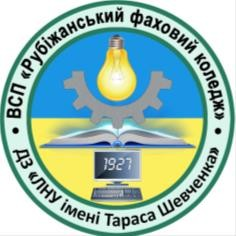 ВСП «Рубіжанський фаховий коледж»
1927
ДЗ «ЛНУ імені Тараса Шевченка»